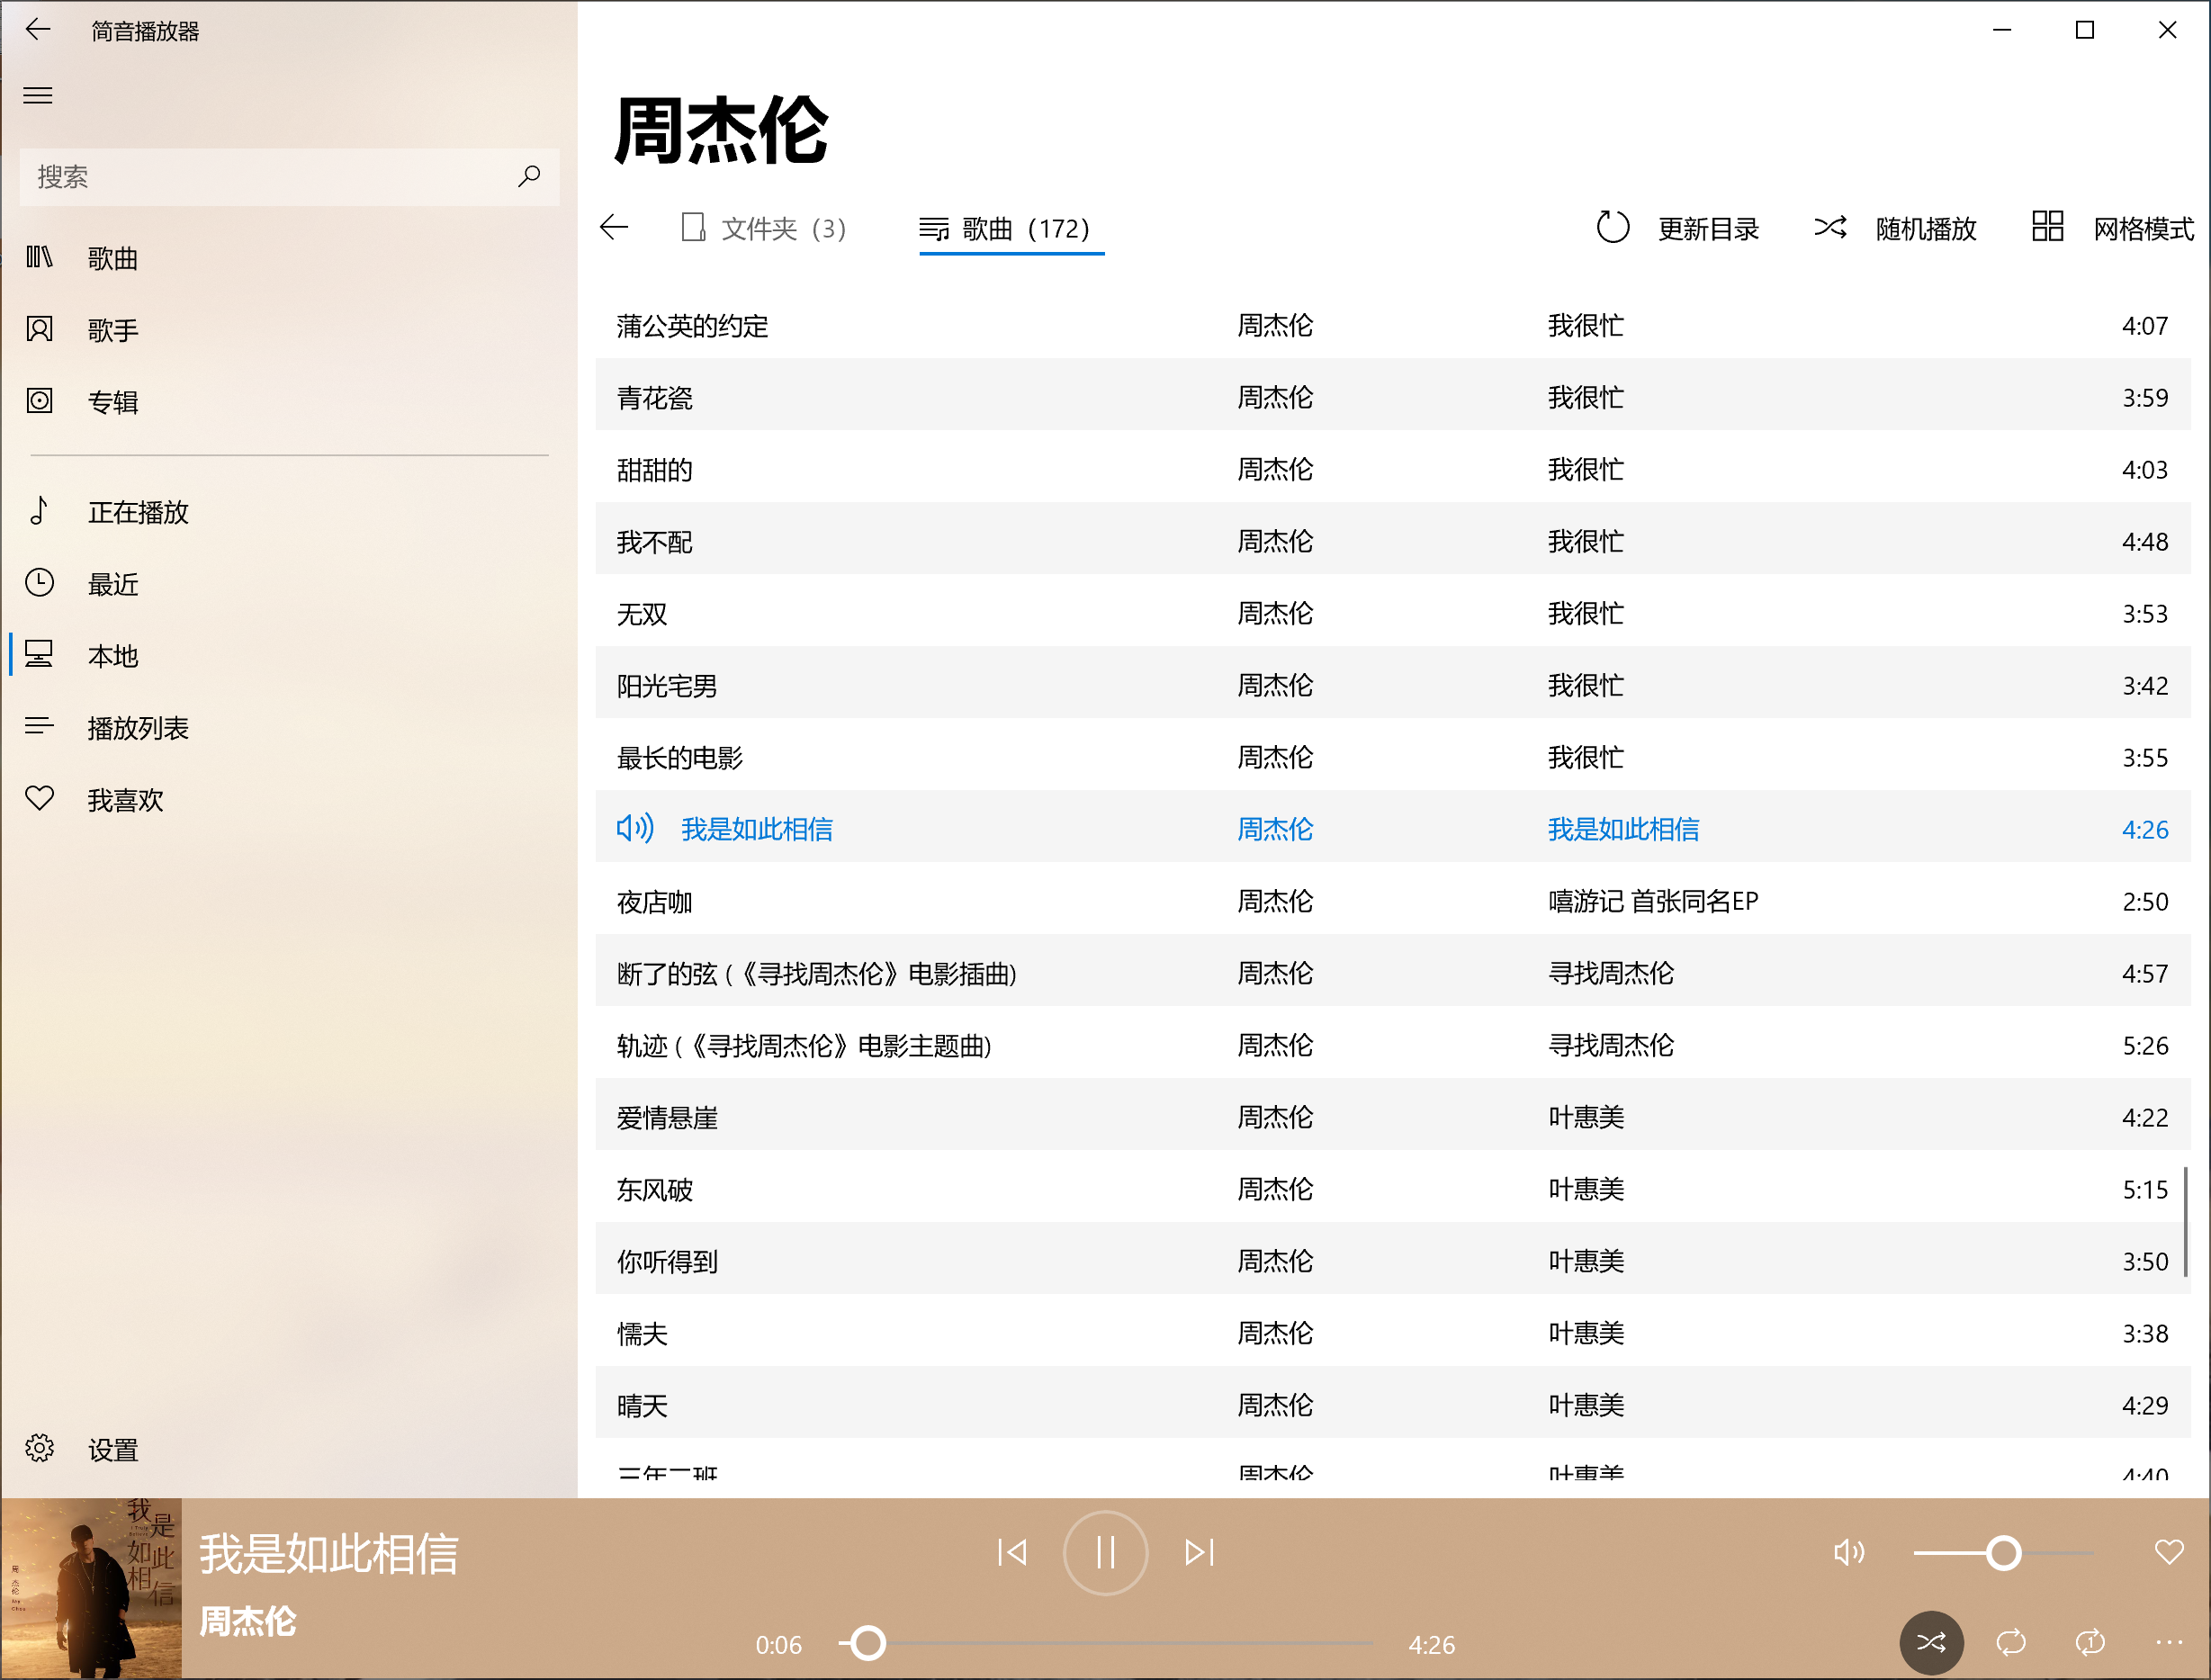 简音播放器
搜索
歌曲
歌手
专辑
正在播放
最近
本地
播放列表
我喜欢
设置
周杰伦
文件夹（3） 歌曲（172） 更新目录 随机播放 网格模式
蒲公英的约定 周杰伦 我很忙 4:07
青花瓷 周杰伦 我很忙 3:59
甜甜的 周杰伦 我很忙 4:03
我不配 周杰伦 我很忙 4:48
无双 周杰伦 我很忙 3:53
阳光宅男 周杰伦 我很忙 3:42
最长的电影 周杰伦 我很忙 3:55
我是如此相信 周杰伦 我是如此相信 4:26
夜店咖 周杰伦 嘻游记 首张同名EP 2:50
断了的弦 (《寻找周杰伦》电影插曲) 周杰伦 寻找周杰伦 4:57
轨迹 (《寻找周杰伦》电影主题曲) 周杰伦 寻找周杰伦 5:26
爱情悬崖 周杰伦 叶惠美 4:22
东风破 周杰伦 叶惠美 5:15
你听得到 周杰伦 叶惠美 3:50
懦夫 周杰伦 叶惠美 3:38
晴天 周杰伦 叶惠美 4:29
三年二班 周杰伦 叶惠美 4:40
我是如此相信
周杰伦
我是如此相信
周杰伦
0:06 4:26